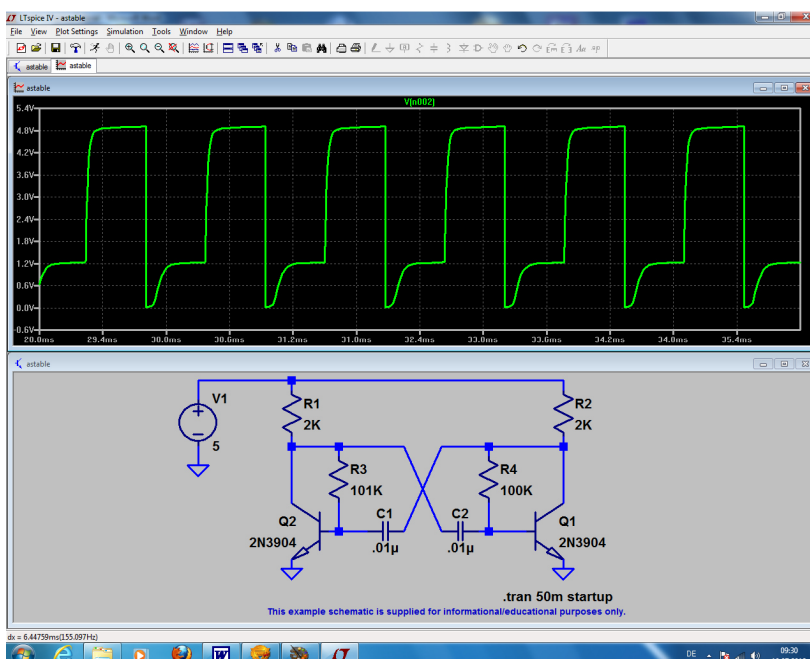 LTspice IV - astable
File View Plot Settings Simulation Tools Window Help
astable astable
astable
V(n002)
5.4V
4.8V
4.2V
3.6V
3.0V
2.4V
1.8V
1.2V
0.6V
0.0V
-0.6V
29.4ms 30.0ms 30.6ms 31.2ms 31.8ms 32.4ms 33.0ms 33.6ms 34.2ms 34.8ms 35.4ms
astable
V1
5
R1
2K
R2
2K
R3
101K
R4
100K
C1
.01µ
C2
.01µ
Q2
2N3904
Q1
2N3904
.tran 50m startup
This example schematic is supplied for informational/educational purposes only.
dx = 6.44759ms(155.097Hz)
DE
09:30